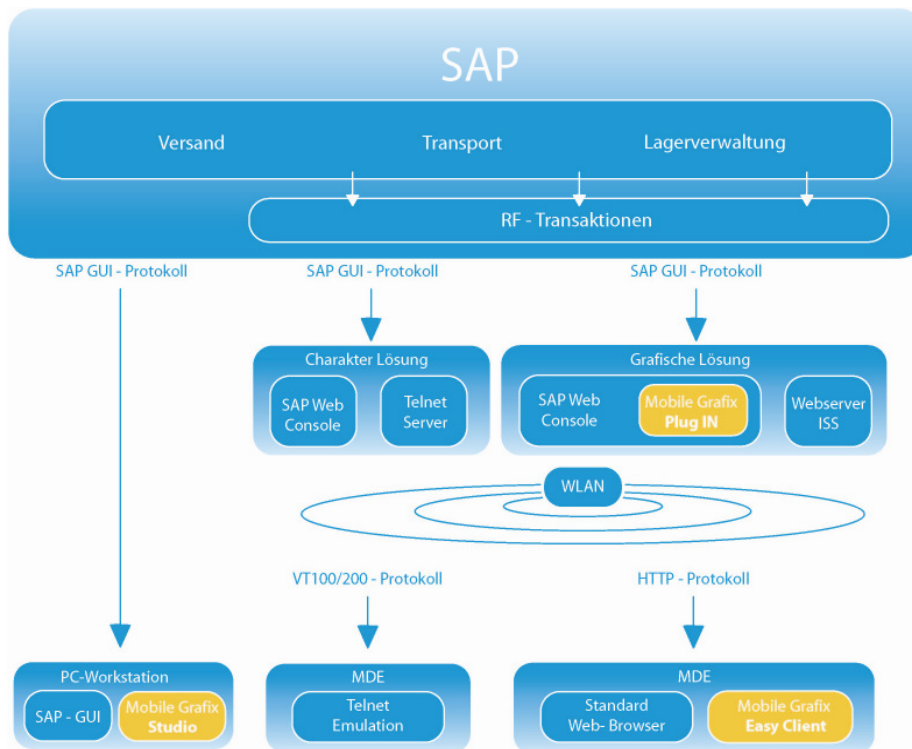 SAP
Versand Transport Lagerverwaltung
RF - Transaktionen
SAP GUI - Protokoll SAP GUI - Protokoll SAP GUI - Protokoll
Charakter Lösung
SAP Web
Console
Telnet
Server
Grafische Lösung
SAP Web
Console
Mobile Grafix
Plug IN
Webserver
ISS
WLAN
VT100/200 - Protokoll HTTP - Protokoll
PC-Workstation
SAP - GUI
Mobile Grafix
Studio
MDE
Telnet
Emulation
MDE
Standard
Web- Browser
Mobile Grafix
Easy Client